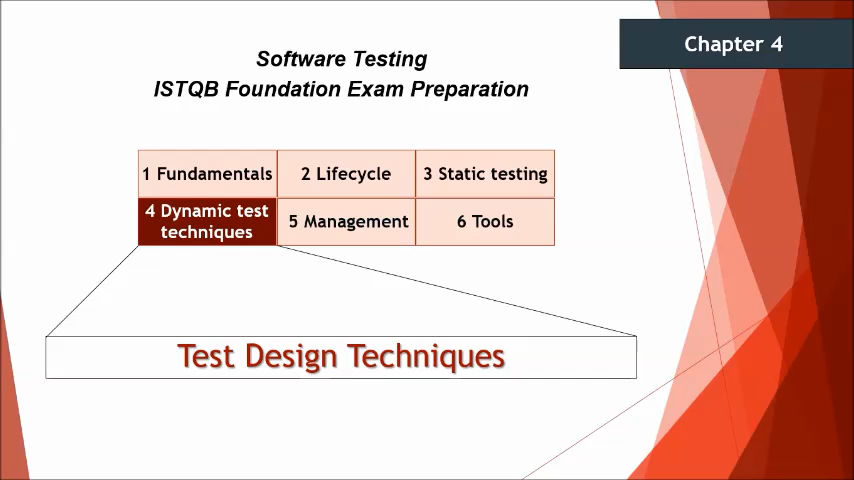 Chapter 4
Software Testing
ISTQB Foundation Exam Preparation
1 Fundamentals
2 Lifecycle
3 Static testing
4 Dynamic test
techniques
5 Management
6 Tools
Test Design Techniques